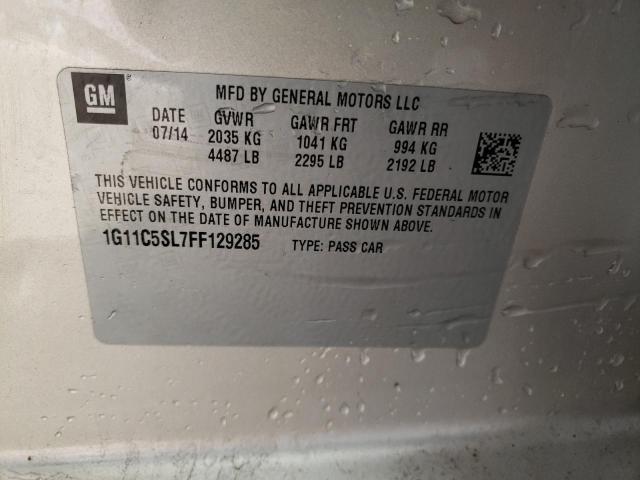 GM
®
MFD BY GENERAL MOTORS LLC
DATE GVWR GAWR FRT GAWR RR
07/14 2035 KG 1041 KG 994 KG
4487 LB 2295 LB 2192 LB
THIS VEHICLE CONFORMS TO ALL APPLICABLE U.S. FEDERAL MOTOR
VEHICLE SAFETY, BUMPER, AND THEFT PREVENTION STANDARDS IN
EFFECT ON THE DATE OF MANUFACTURE SHOWN ABOVE.
1G11C5SL7FF129285 TYPE: PASS CAR